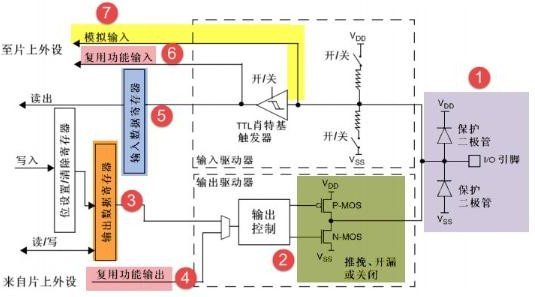 7
模拟输入
至片上外设
复用功能输入
6
读出
输入数据寄存器
5
开/关
TTL肖特基
触发器
VDD
开/关
开/关
VSS
输入驱动器
1
VDD
保护
二极管
I/O 引脚
保护
二极管
VSS
写入
位设置/清除寄存器
输出数据寄存器
3
读/写
输出驱动器
VDD
P-MOS
输出
控制
N-MOS
2
VSS
推挽、开漏
或关闭
来自片上外设
复用功能输出
4